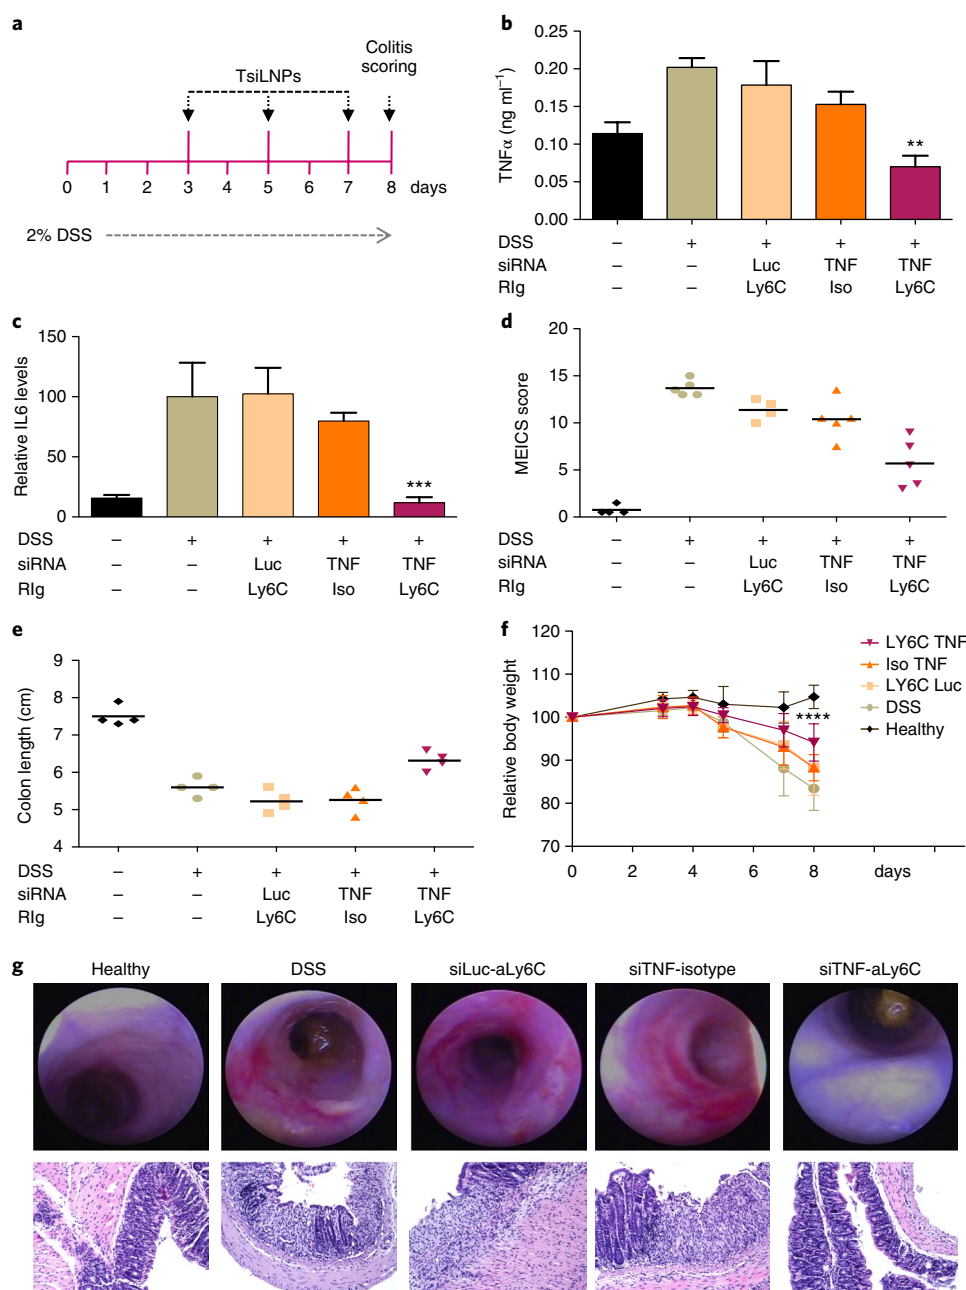 a
Colitis
scoring
TsiLNPs
0 1 2 3 4 5 6 7 8 days
2% DSS
b
TNFα (ng ml−1)
0.25
0.20
0.15
0.10
0.05
0.00
**
DSS – + + + +
siRNA – – Luc TNF TNF
RIg – – Ly6C Iso Ly6C
c
Relative IL6 levels
150
100
50
0
***
DSS – + + + +
siRNA – – Luc TNF TNF
RIg – – Ly6C Iso Ly6C
d
MEICS score
20
15
10
5
0
DSS – + + + +
siRNA – – Luc TNF TNF
RIg – – Ly6C Iso Ly6C
e
Colon length (cm)
9
8
7
6
5
4
DSS – + + + +
siRNA – – Luc TNF TNF
RIg – – Ly6C Iso Ly6C
f
Relative body weight
120
110
100
90
80
70
0 2 4 6 8 days
****
LY6C TNF
Iso TNF
LY6C Luc
DSS
Healthy
g
Healthy DSS siLuc-aLy6C siTNF-isotype siTNF-aLy6C